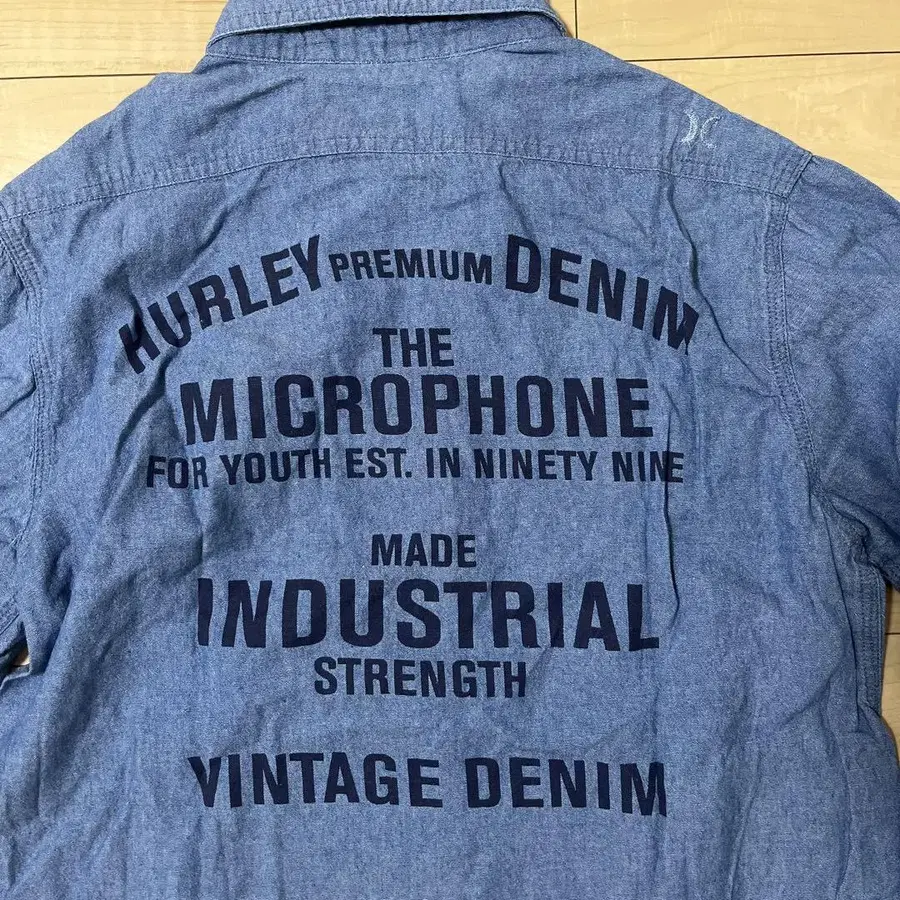 HURLEY PREMIUM DENIM
THE
MICROPHONE
FOR YOUTH EST. IN NINETY NINE
MADE
INDUSTRIAL
STRENGTH
VINTAGE DENIM